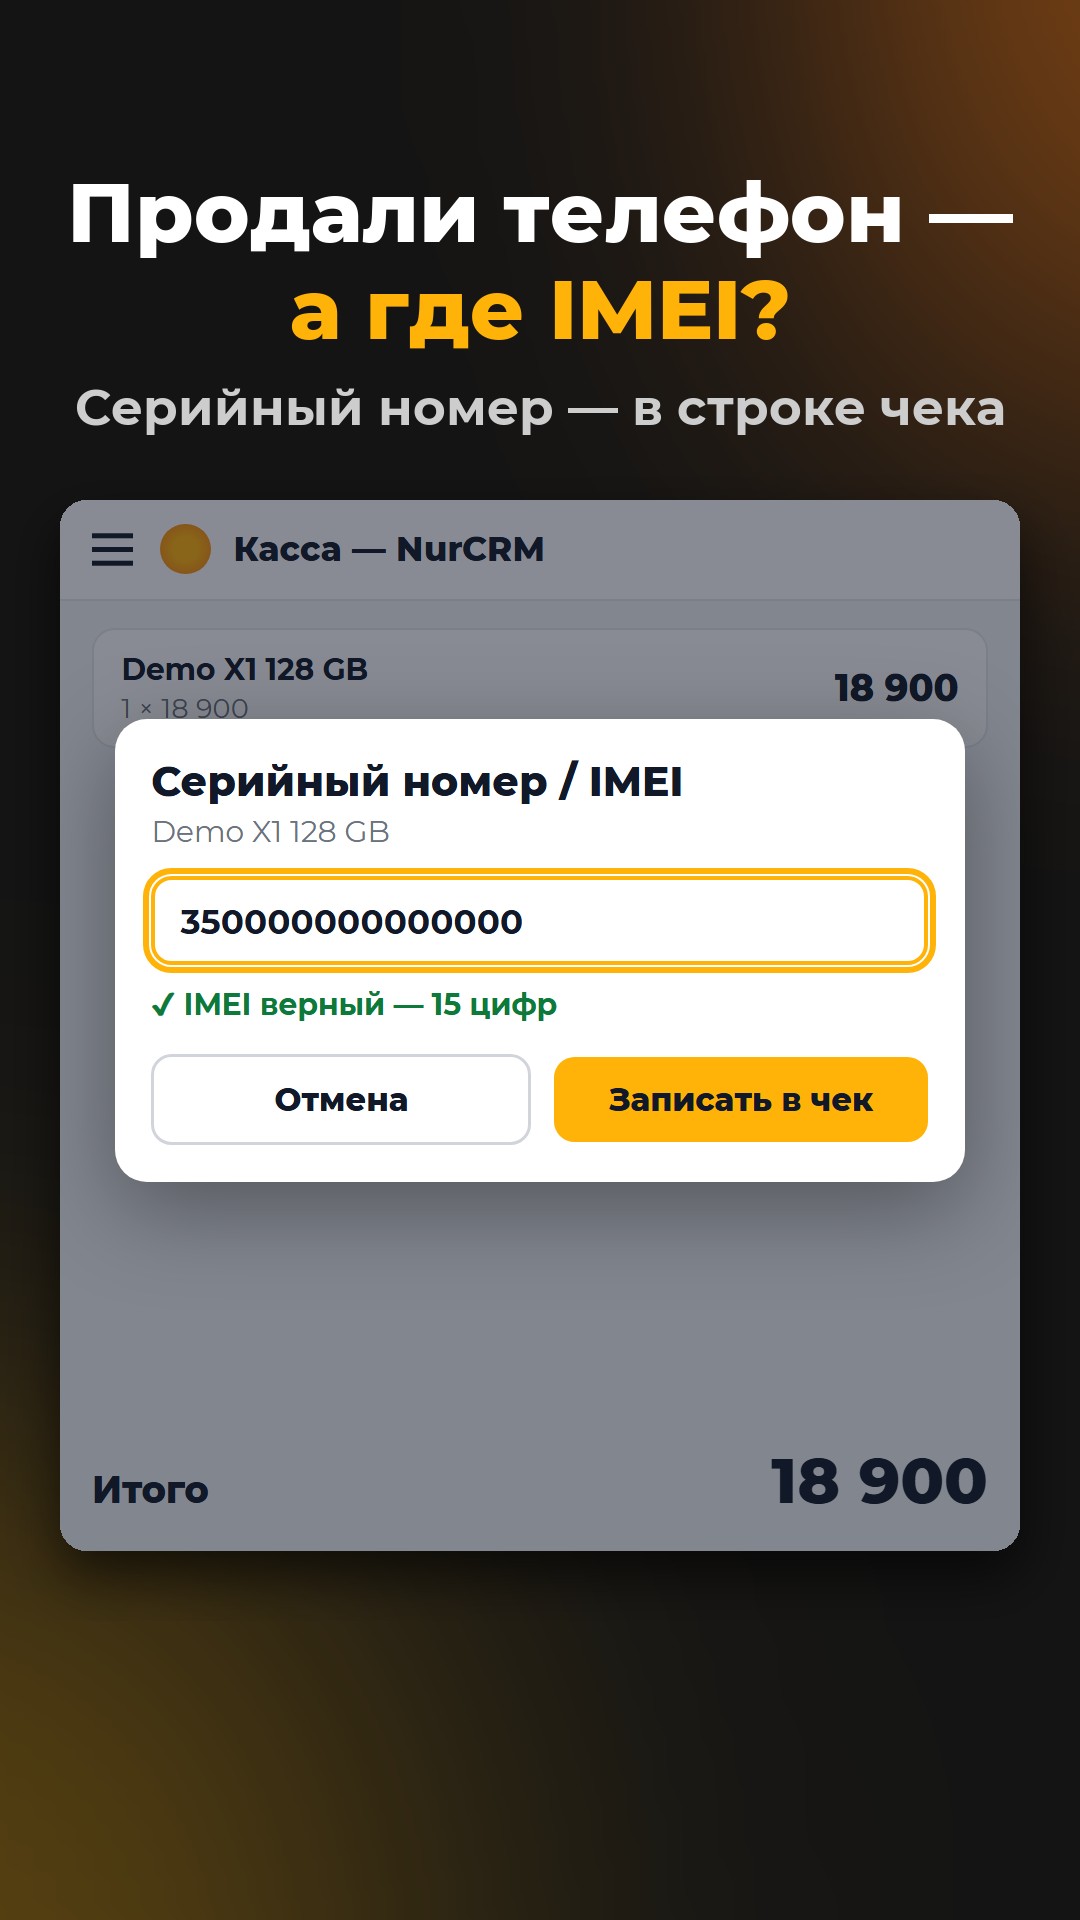 Продали телефон —
а где IMEI?
Серийный номер — в строке чека
Касса — NurCRM
Demo X1 128 GB
1 × 18 900
18 900
Серийный номер / IMEI
Demo X1 128 GB
350000000000000
✓ IMEI верный — 15 цифр
Отмена
Записать в чек
Итого
18 900